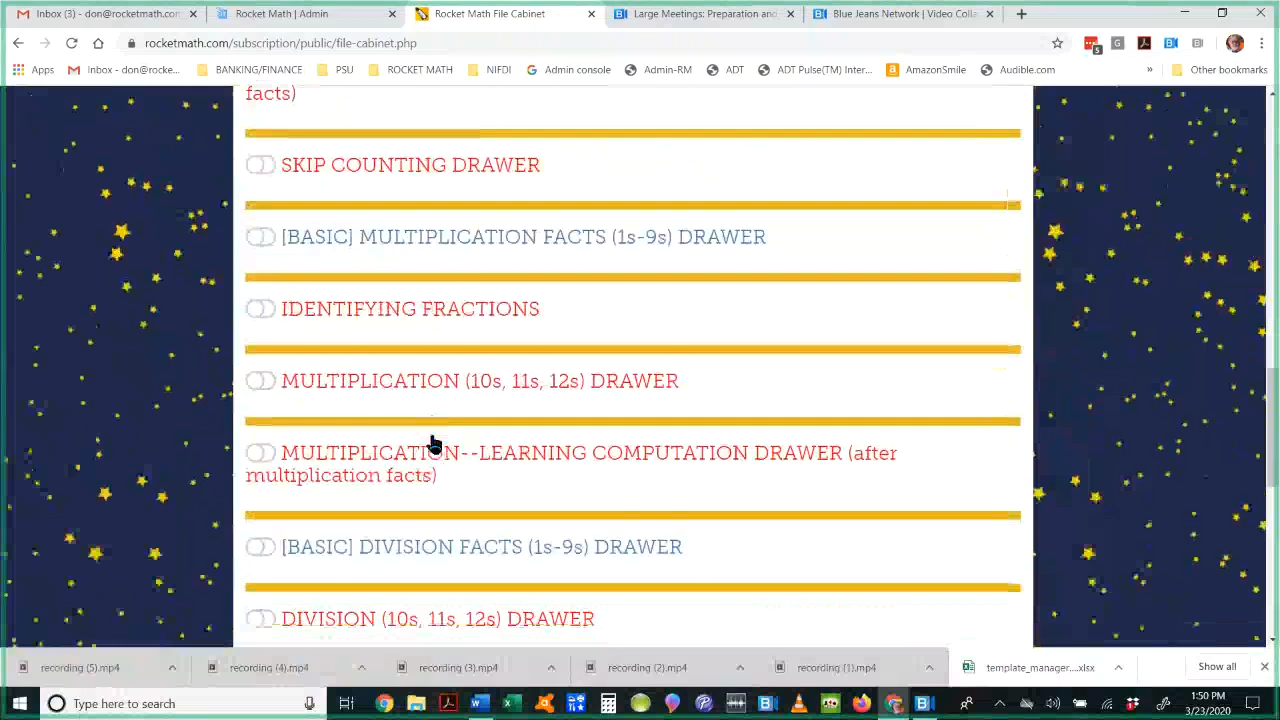 Inbox (3) - don@rocketmath.com
Rocket Math | Admin
Rocket Math File Cabinet
Large Meetings: Preparation and
Blue Jeans Network | Video Colla
rocketmath.com/subscription/public/file-cabinet.php
5
G
Apps
Inbox - don@rocke...
BANKING/FINANCE
PSU
ROCKET MATH
NIFDI
Admin console
Admin-RM
ADT
ADT Pulse(TM) Inter...
AmazonSmile
Audible.com
»
Other bookmarks
facts)
SKIP COUNTING DRAWER
[BASIC] MULTIPLICATION FACTS (1s-9s) DRAWER
IDENTIFYING FRACTIONS
MULTIPLICATION (10s, 11s, 12s) DRAWER
MULTIPLICATION--LEARNING COMPUTATION DRAWER (after
multiplication facts)
[BASIC] DIVISION FACTS (1s-9s) DRAWER
DIVISION (10s, 11s, 12s) DRAWER
recording (5).mp4
recording (4).mp4
recording (3).mp4
recording (2).mp4
recording (1).mp4
template_manager....xlsx
Show all
Type here to search
1:50 PM
3/23/2020